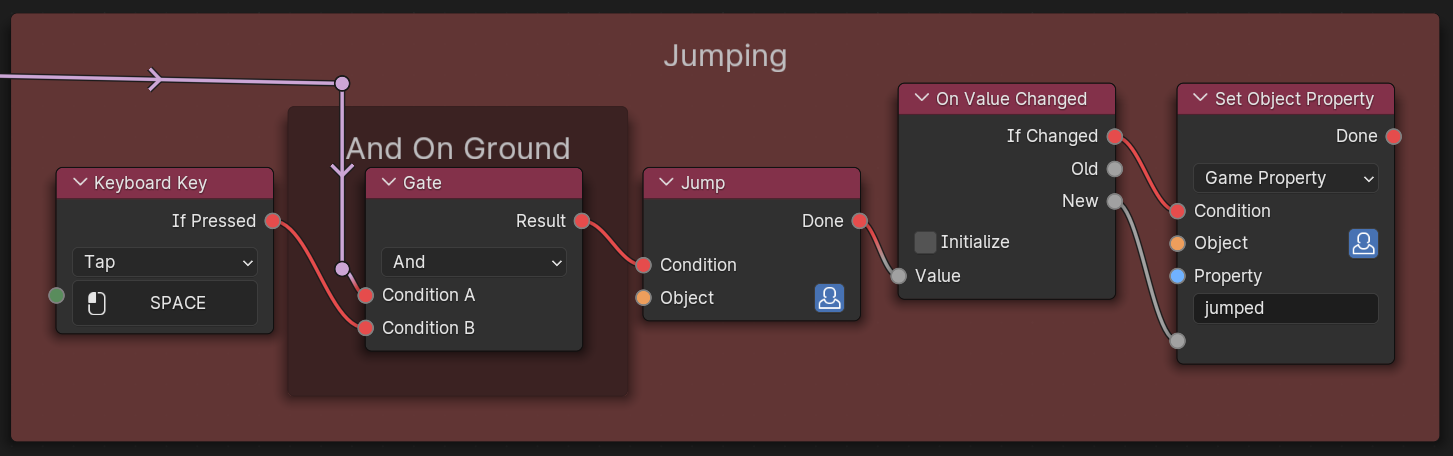 Jumping
And On Ground
Keyboard Key
If Pressed
Tap
SPACE
Gate
Result
And
Condition A
Condition B
Jump
Done
Condition
Object
On Value Changed
If Changed
Old
New
Initialize
Value
Set Object Property
Done
Game Property
Condition
Object
Property
jumped